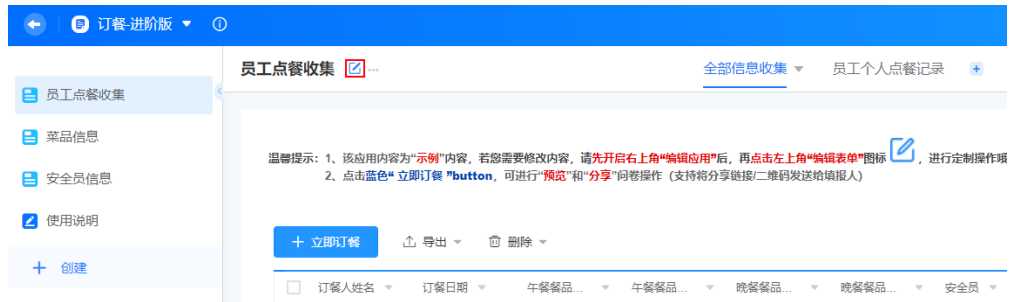 订餐-进阶版
员工点餐收集
全部信息收集 员工个人点餐记录
员工点餐收集
菜品信息
安全员信息
使用说明
创建
温馨提示：1、该应用内容为“示例”内容，若您需要修改内容，请先开启右上角“编辑应用”后，再点击左上角“编辑表单”图标，进行定制操作哦
2、点击蓝色“ 立即订餐 ”button，可进行“预览”和“分享”问卷操作（支持将分享链接/二维码发送给填报人）
立即订餐 导出 删除
订餐人姓名 订餐日期 午餐餐品... 午餐餐品... 晚餐餐品... 晚餐餐品... 安全员